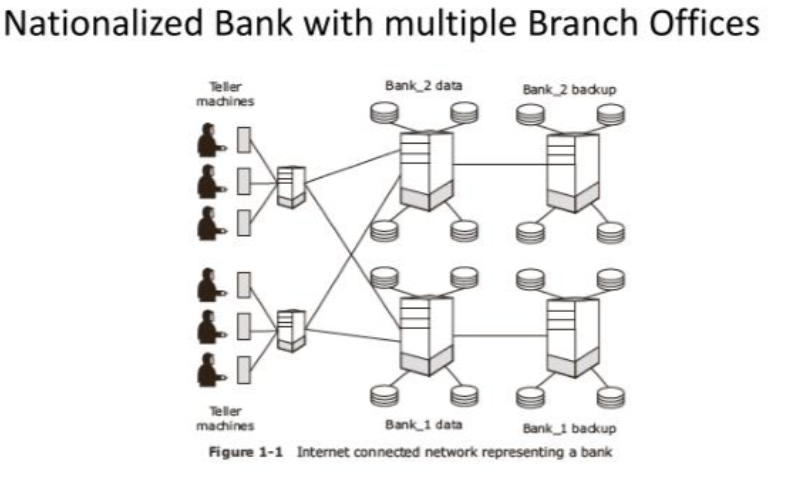 Nationalized Bank with multiple Branch Offices
Teller
machines
Bank_2 data
Bank_2 backup
Teller
machines
Bank_1 data
Bank_1 backup
Figure 1-1 Internet connected network representing a bank